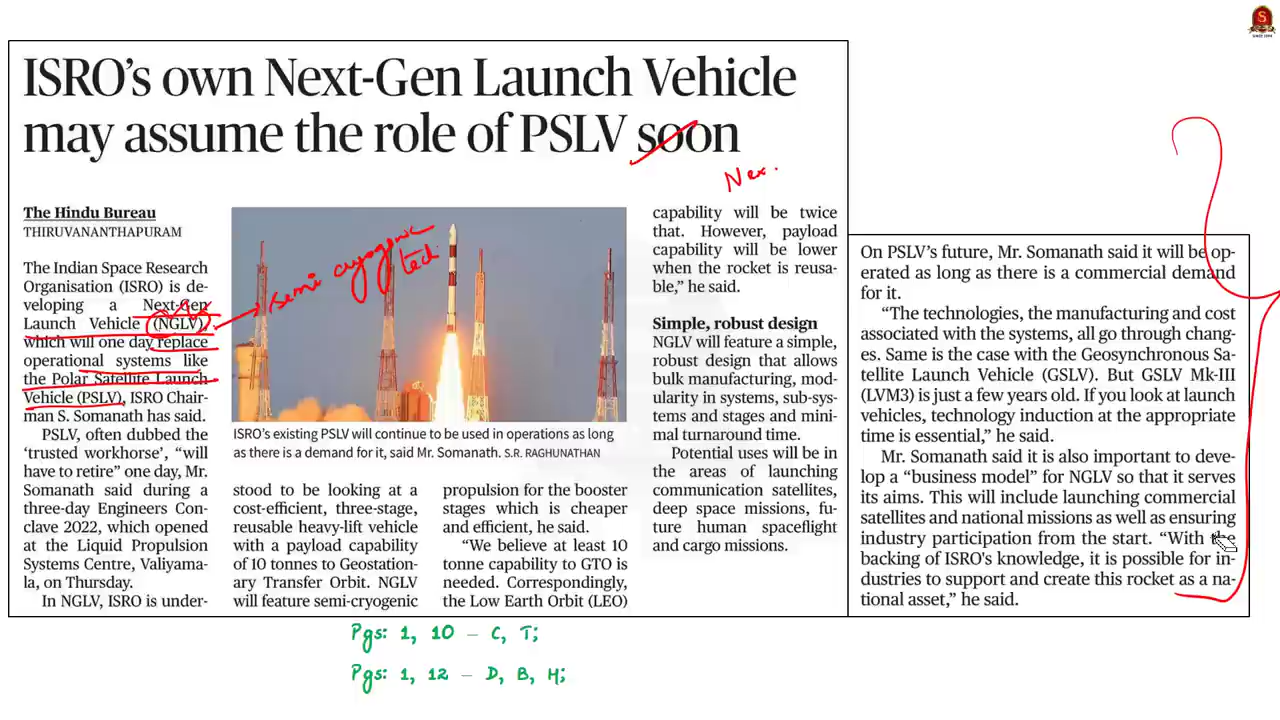 ISRO's own Next-Gen Launch Vehicle
may assume the role of PSLV soon
The Hindu Bureau
THIRUVANANTHAPURAM
The Indian Space Research
Organisation (ISRO) is de-
veloping a Next-Gen
Launch Vehicle (NGLV),
which will one day replace
operational systems like
the Polar Satellite Launch
Vehicle (PSLV), ISRO Chair-
man S. Somanath has said.
PSLV, often dubbed the
'trusted workhorse', "will
have to retire" one day, Mr.
Somanath said during a
three-day Engineers Con-
clave 2022, which opened
at the Liquid Propulsion
Systems Centre, Valiyama-
la, on Thursday.
In NGLV, ISRO is under-
semi cryogenic
tech
ISRO's existing PSLV will continue to be used in operations as long
as there is a demand for it, said Mr. Somanath. S.R. RAGHUNATHAN
stood to be looking at a
cost-efficient, three-stage,
reusable heavy-lift vehicle
with a payload capability
of 10 tonnes to Geostation-
ary Transfer Orbit. NGLV
will feature semi-cryogenic
propulsion for the booster
stages which is cheaper
and efficient, he said.
"We believe at least 10
tonne capability to GTO is
needed. Correspondingly,
the Low Earth Orbit (LEO)
capability will be twice
that. However, payload
capability will be lower
when the rocket is reusa-
ble," he said.
Simple, robust design
NGLV will feature a simple,
robust design that allows
bulk manufacturing, mod-
ularity in systems, sub-sys-
tems and stages and mini-
mal turnaround time.
Potential uses will be in
the areas of launching
communication satellites,
deep space missions, fu-
ture human spaceflight
and cargo missions.
On PSLV's future, Mr. Somanath said it will be op-
erated as long as there is a commercial demand
for it.
"The technologies, the manufacturing and cost
associated with the systems, all go through chang-
es. Same is the case with the Geosynchronous Sa-
tellite Launch Vehicle (GSLV). But GSLV Mk-III
(LVM3) is just a few years old. If you look at launch
vehicles, technology induction at the appropriate
time is essential," he said.
Mr. Somanath said it is also important to deve-
lop a "business model" for NGLV so that it serves
its aims. This will include launching commercial
satellites and national missions as well as ensuring
industry participation from the start. "With the
backing of ISRO's knowledge, it is possible for in-
dustries to support and create this rocket as a na-
tional asset," he said.
Pgs: 1, 10 – C, T;
Pgs: 1, 12 – D, B, H;